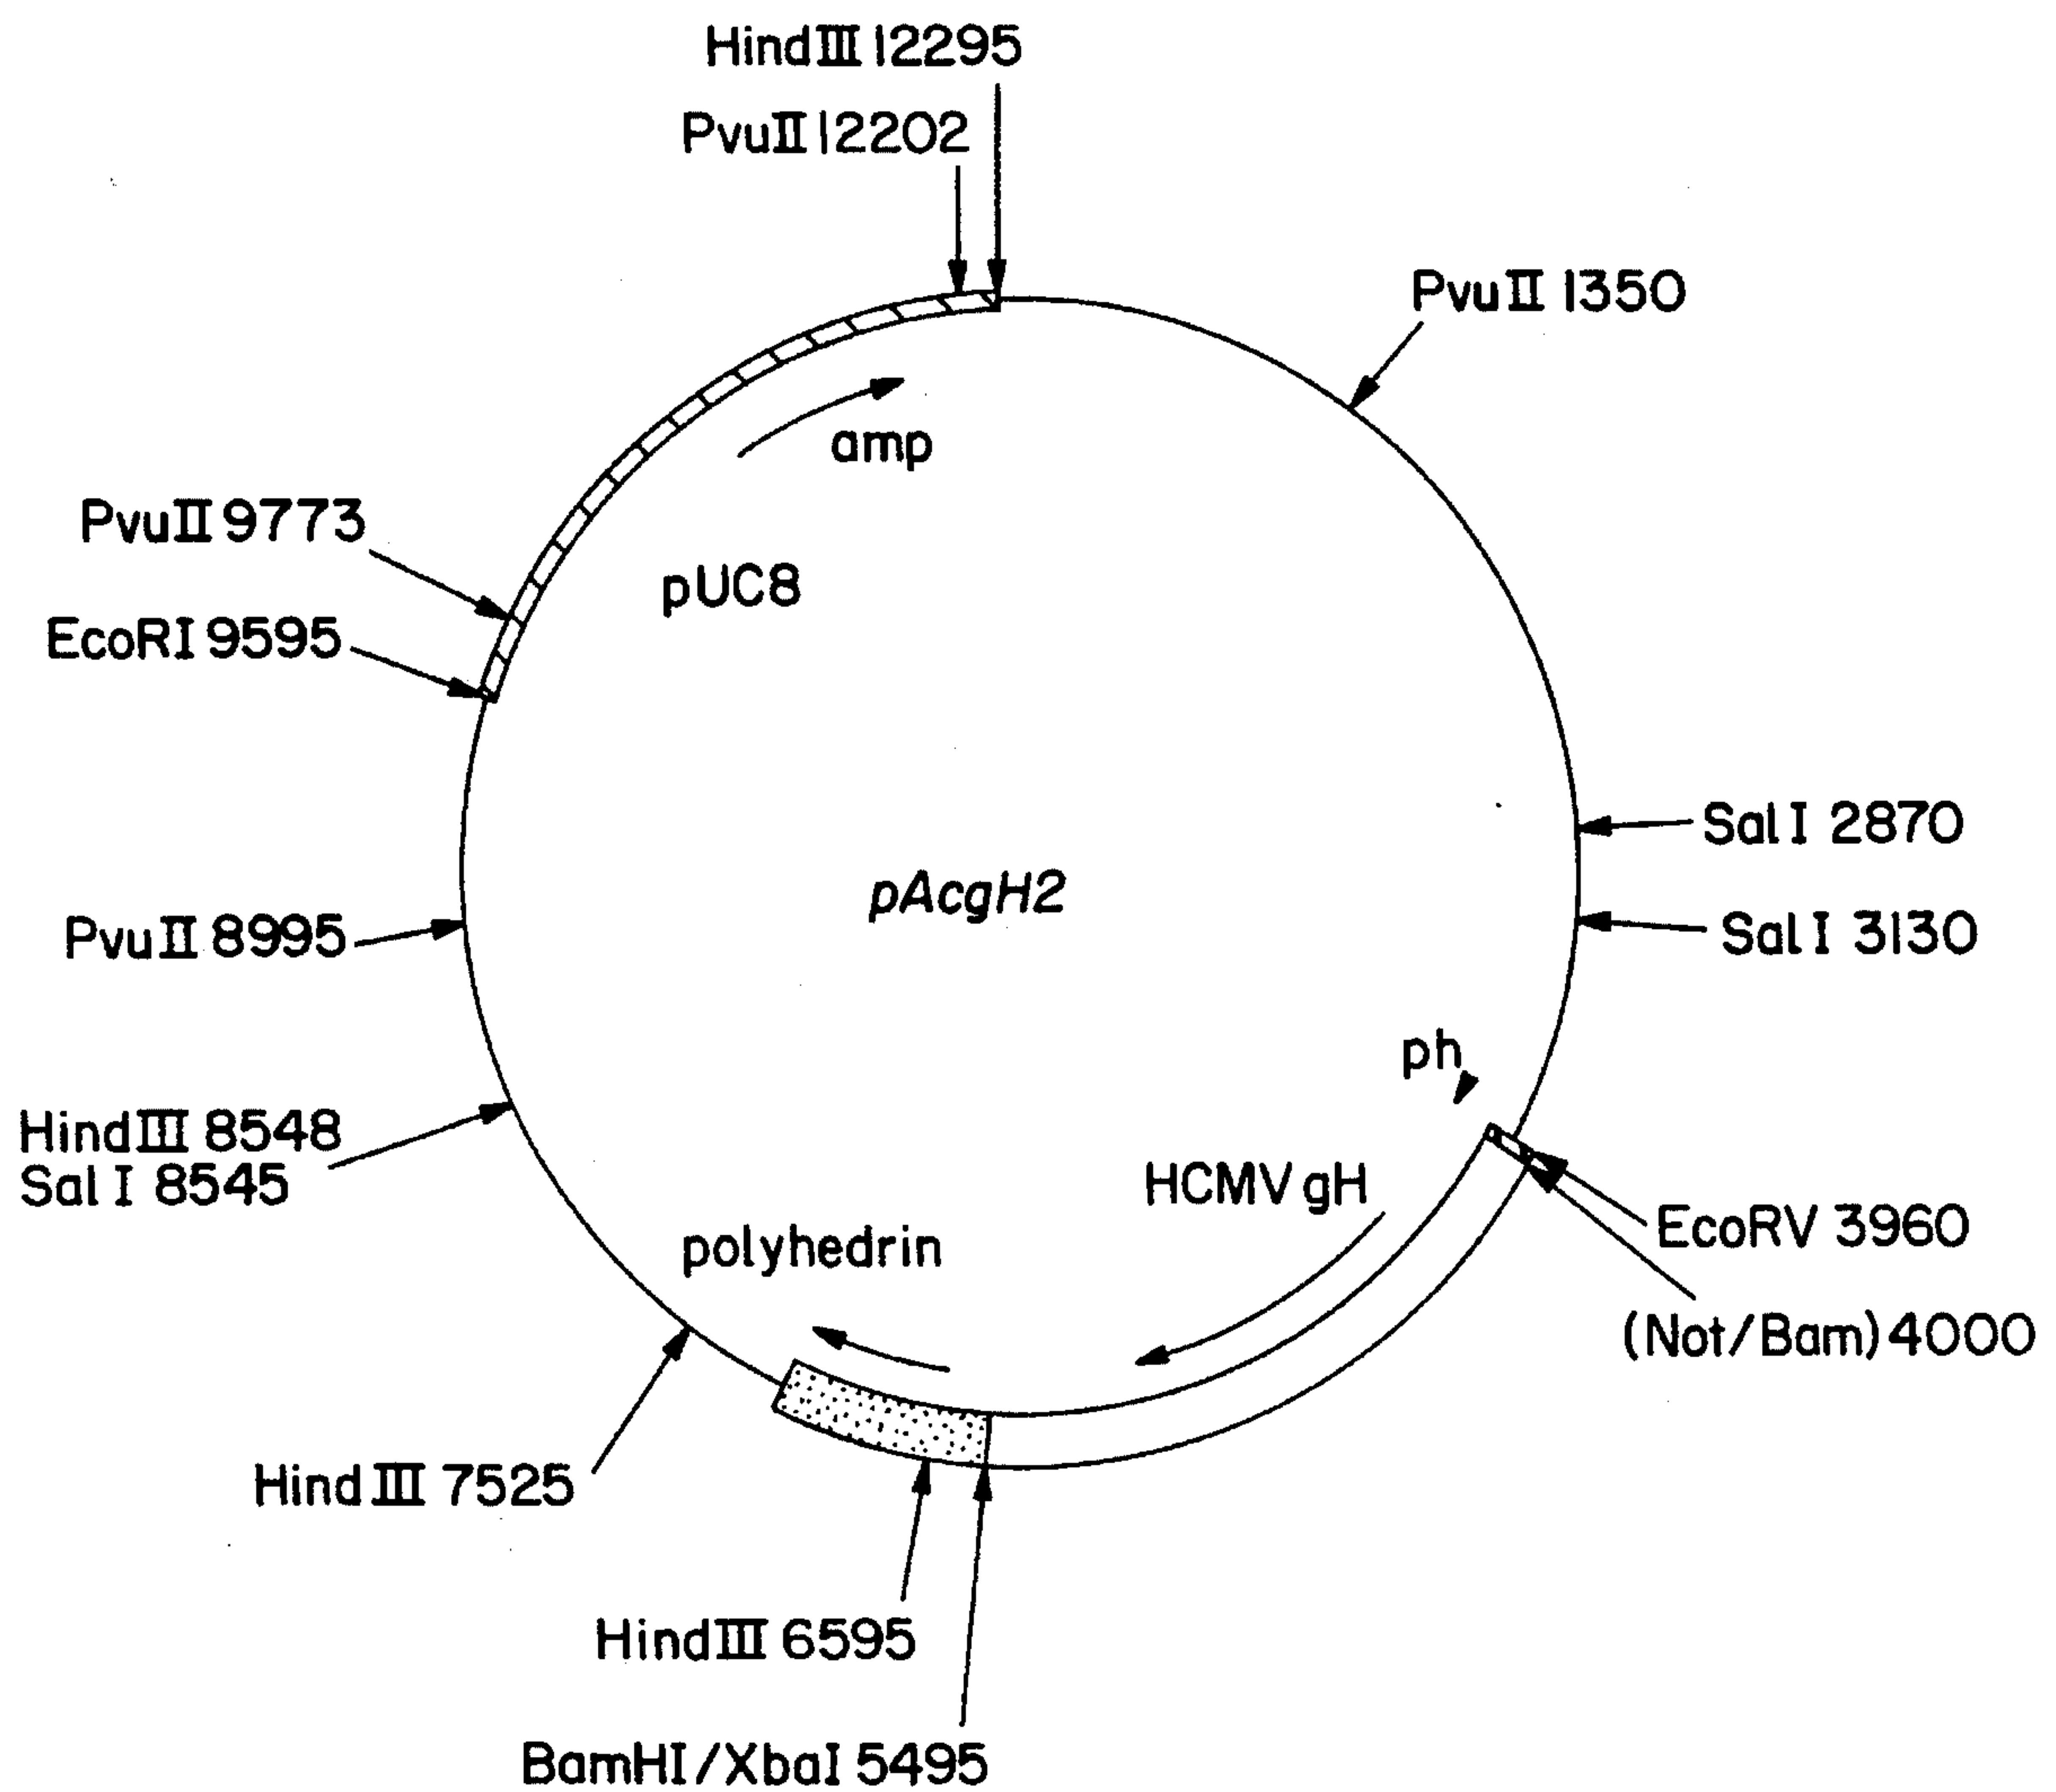 HindIII 12295
PvuII 12202
PvuII 1350
amp
PvuII 9773
pUC8
EcoRI 9595
SalI 2870
pAcgH2
PvuII 8995
SalI 3130
ph
HindIII 8548
SalI 8545
HCMV gH
EcoRV 3960
polyhedrin
(Not/Bam) 4000
HindIII 7525
HindIII 6595
BamHI/XbaI 5495